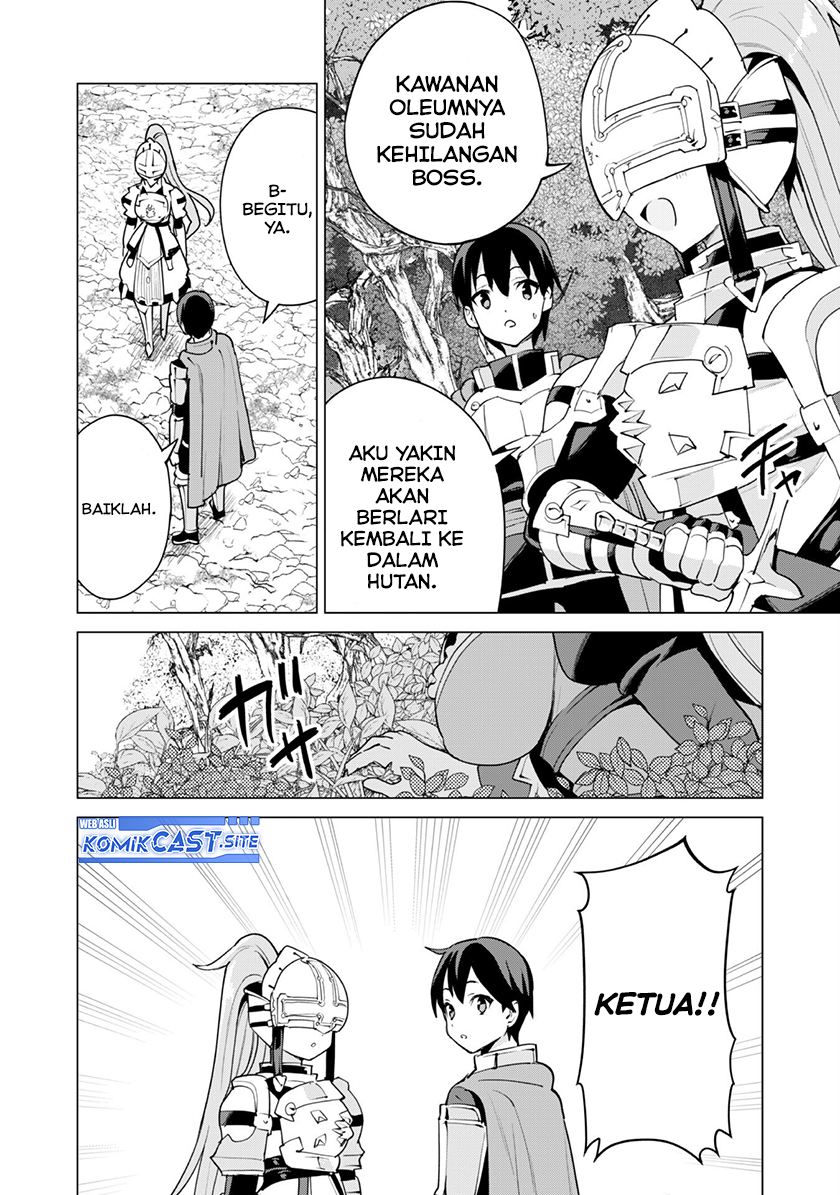 KAWANAN
OLEUMNYA
SUDAH
KEHILANGAN
BOSS.
AKU YAKIN
MEREKA
AKAN
BERLARI
KEMBALI KE
DALAM
HUTAN.
チャッ
B-
BEGITU,
YA.
BAIKLAH.
ガサ
WEB ASLI
KOMIKCAST.SITE
KETUA!!